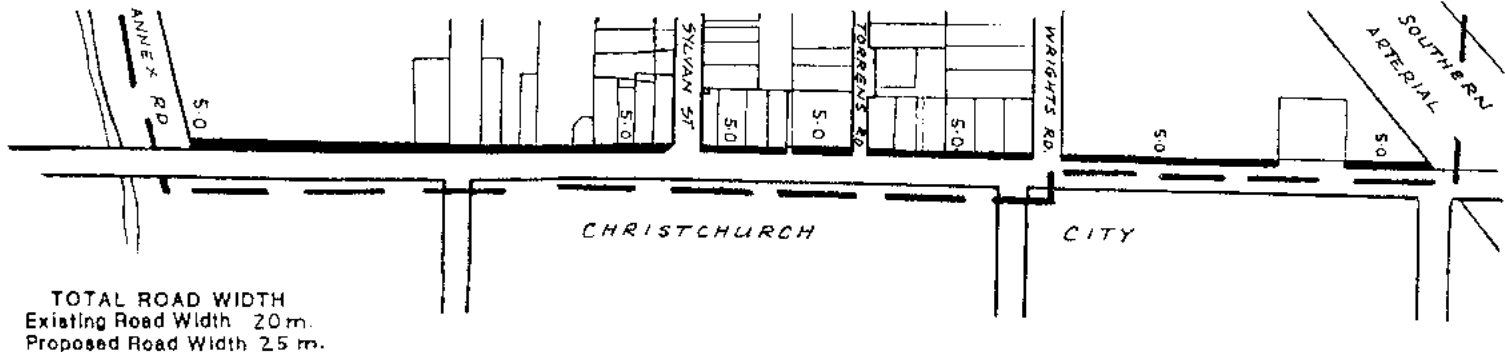 ANNEX RD
5·0
5·0
SYLVAN ST
5·0
5·0
TORRENS RD
5·0
WRIGHTS RD.
5·0
5·0
SOUTHERN
ARTERIAL
CHRISTCHURCH CITY
TOTAL ROAD WIDTH
Existing Road Width 20 m.
Proposed Road Width 25 m.